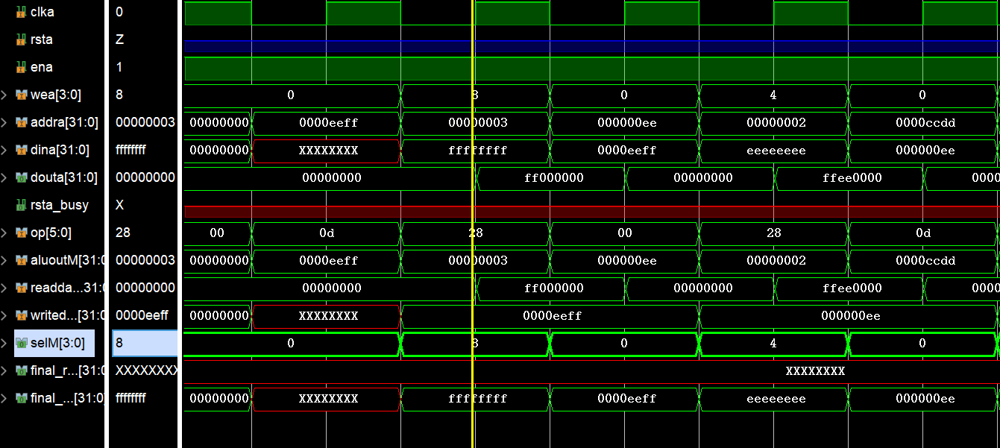 clka 0
rsta Z
ena 1
wea[3:0] 8 0 8 0 4 0
addra[31:0] 00000003 00000000 0000eeff 00000003 000000ee 00000002 0000ccdd
dina[31:0] ffffffff 00000000 XXXXXXXX ffffffff 0000eeff eeeeeeee 000000ee
douta[31:0] 00000000 00000000 ff000000 00000000 ffee0000 0000
rsta_busy X
op[5:0] 28 00 0d 28 00 28 0d
aluoutM[31:0 00000003 00000000 0000eeff 00000003 000000ee 00000002 0000ccdd
readda...31:0 00000000 00000000 ff000000 00000000 ffee0000 0000
writed...[31:0 0000eeff 00000000 XXXXXXXX 0000eeff 000000ee
selM[3:0] 8 0 8 0 4 0
final_r...[31:0 XXXXXXXX XXXXXXXX
final_...[31:0] ffffffff 00000000 XXXXXXXX ffffffff 0000eeff eeeeeeee 000000ee